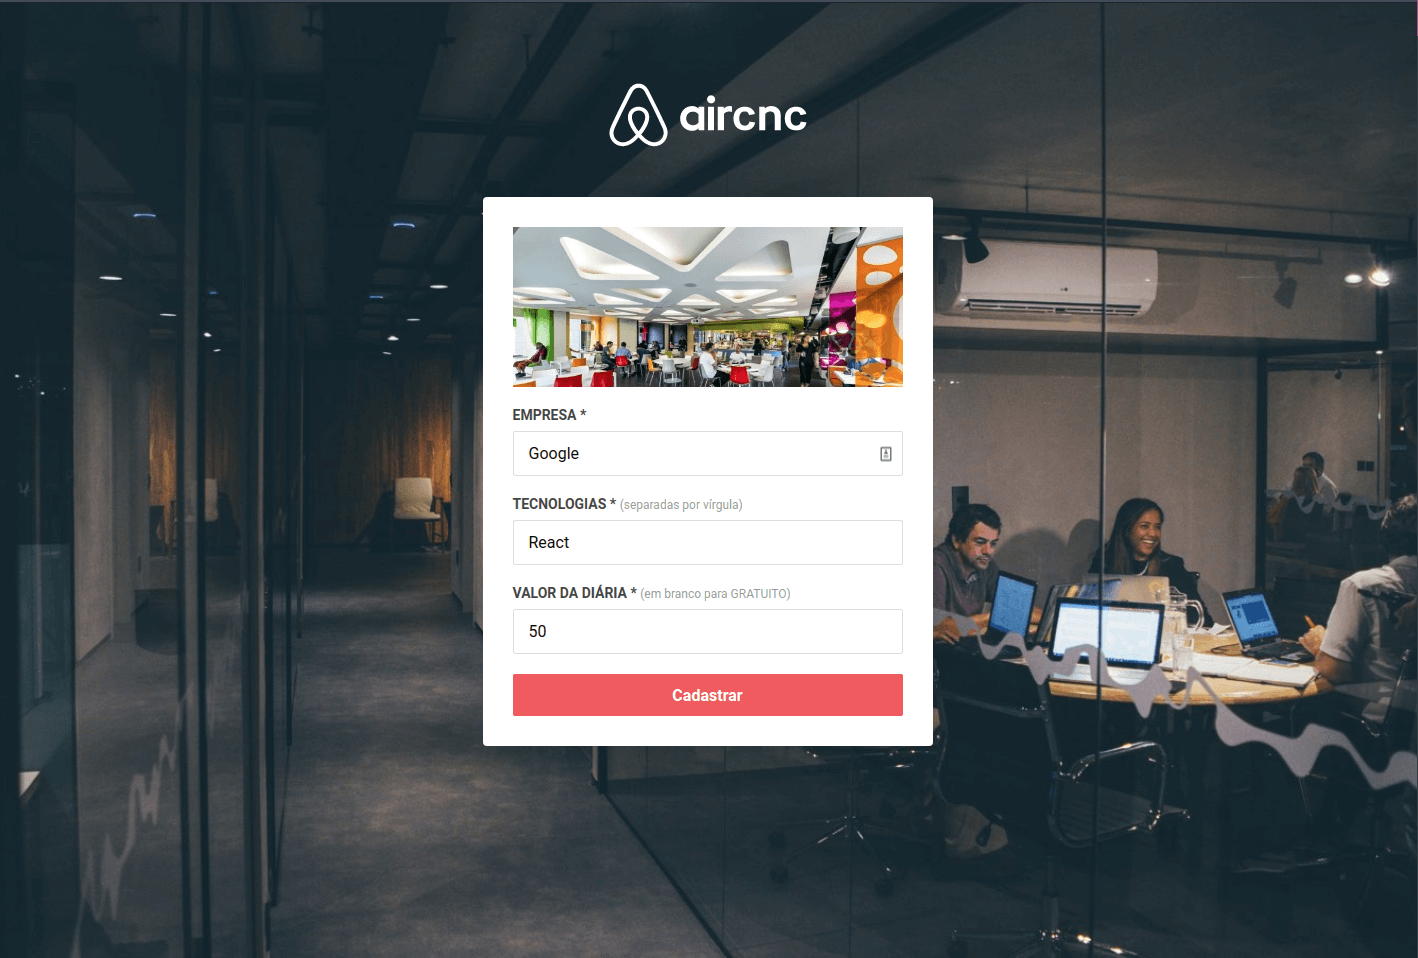 aircnc
EMPRESA *
Google
TECNOLOGIAS * (separadas por vírgula)
React
VALOR DA DIÁRIA * (em branco para GRATUITO)
50
Cadastrar